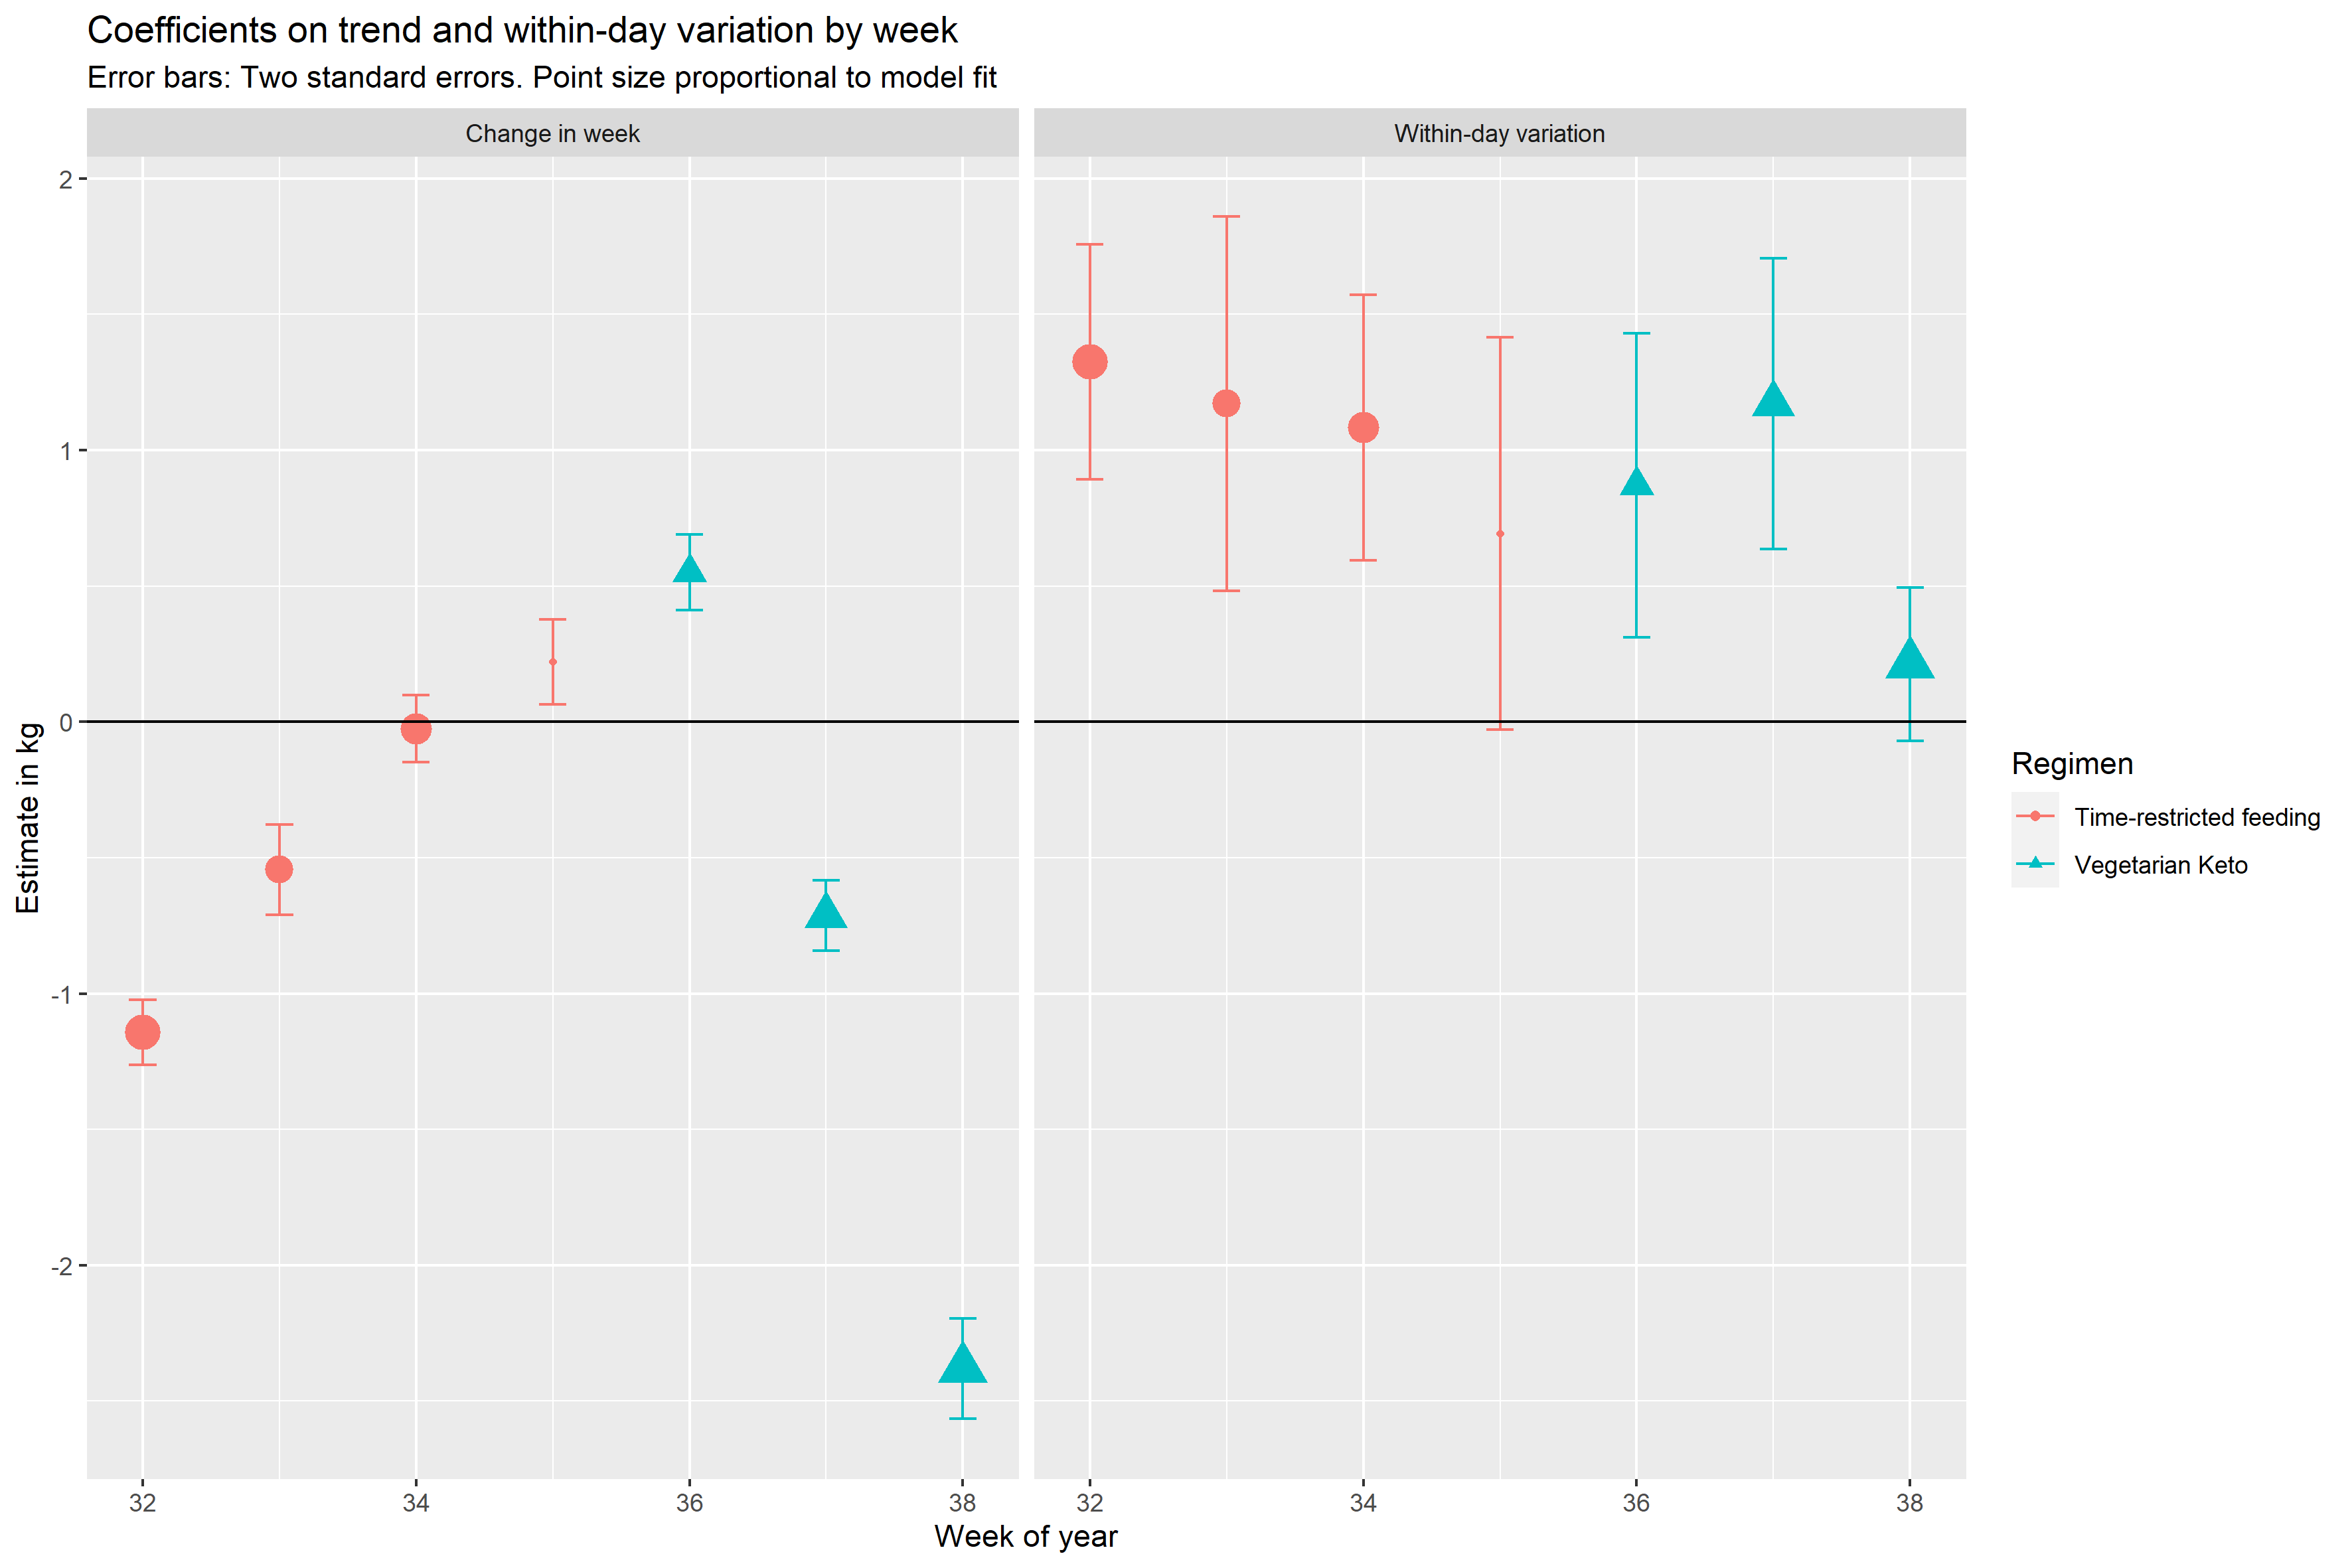 Coefficients on trend and within-day variation by week
Error bars: Two standard errors. Point size proportional to model fit
Change in week
Within-day variation
2
1
0
-1
-2
Estimate in kg
32
34
36
38
32
34
36
38
Week of year
Regimen
Time-restricted feeding
Vegetarian Keto